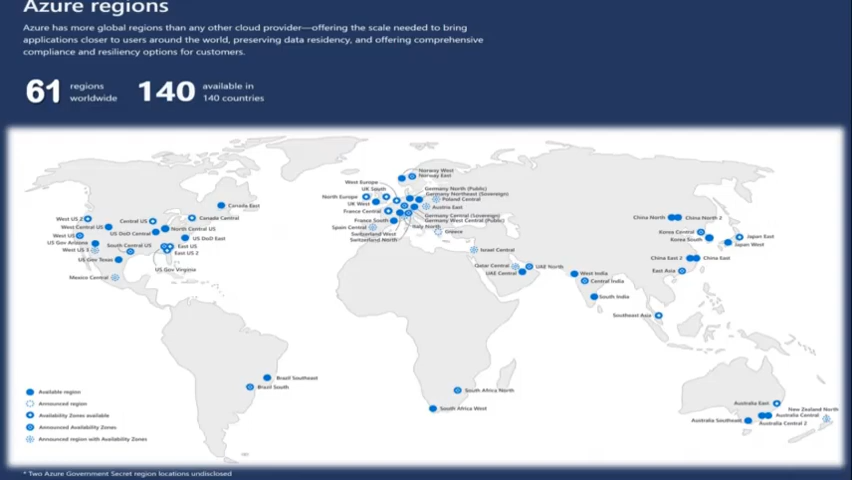 Azure regions
Azure has more global regions than any other cloud provider—offering the scale needed to bring
applications closer to users around the world, preserving data residency, and offering comprehensive
compliance and resiliency options for customers.
61 regions worldwide
140 available in 140 countries
Norway West
Norway East
West Europe
UK South
North Europe
UK West
France Central
France South
Spain Central
Switzerland West
Switzerland North
Germany North (Public)
Germany Northeast (Sovereign)
Poland Central
Austria East
Germany Central (Sovereign)
Germany West Central (Public)
Italy North
Greece
Canada East
Canada Central
West US 2
Central US
West Central US
US DoD Central
North Central US
West US
US DoD East
US Gov Arizona
South Central US
East US
West US 3
East US 2
US Gov Texas
US Gov Virginia
Mexico Central
Israel Central
Qatar Central
UAE North
UAE Central
West India
Central India
South India
China North
China North 2
Korea Central
Korea South
Japan East
Japan West
China East 2
China East
East Asia
Southeast Asia
Brazil Southeast
Brazil South
South Africa North
South Africa West
Australia East
New Zealand North
Australia Central
Australia Southeast
Australia Central 2
Available region
Announced region
Availability Zones available
Announced Availability Zones
Announced region with Availability Zones
* Two Azure Government Secret region locations undisclosed